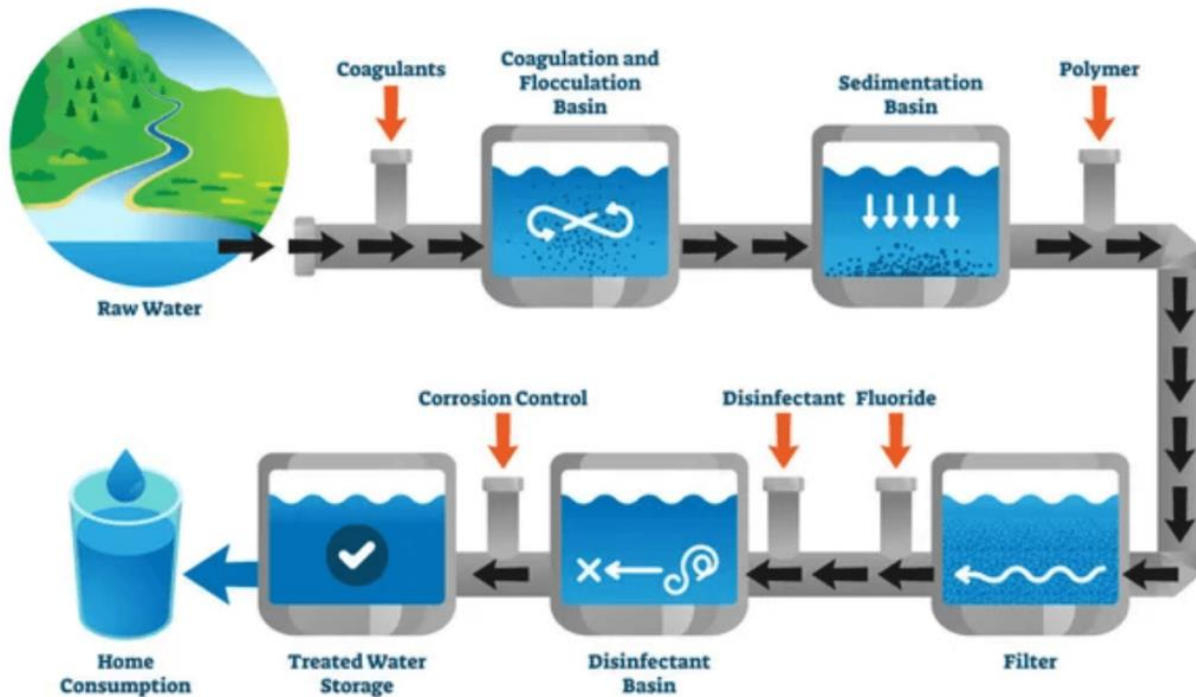 Coagulants
Coagulation and
Flocculation
Basin
Sedimentation
Basin
Polymer
Raw Water
Corrosion Control
Disinfectant
Fluoride
Home
Consumption
Treated Water
Storage
Disinfectant
Basin
Filter